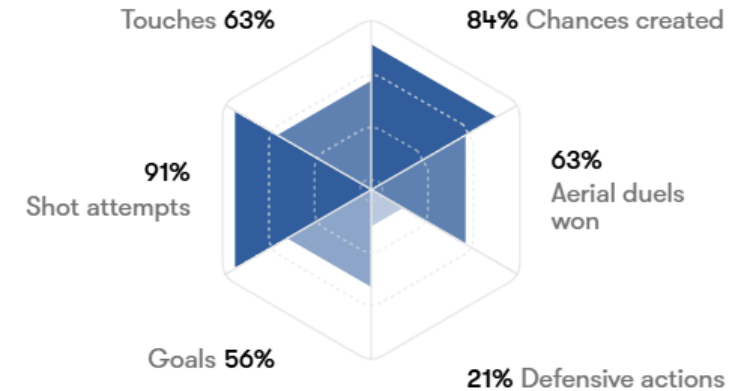 Touches 63%
84% Chances created
91%
Shot attempts
63%
Aerial duels
won
Goals 56%
21% Defensive actions